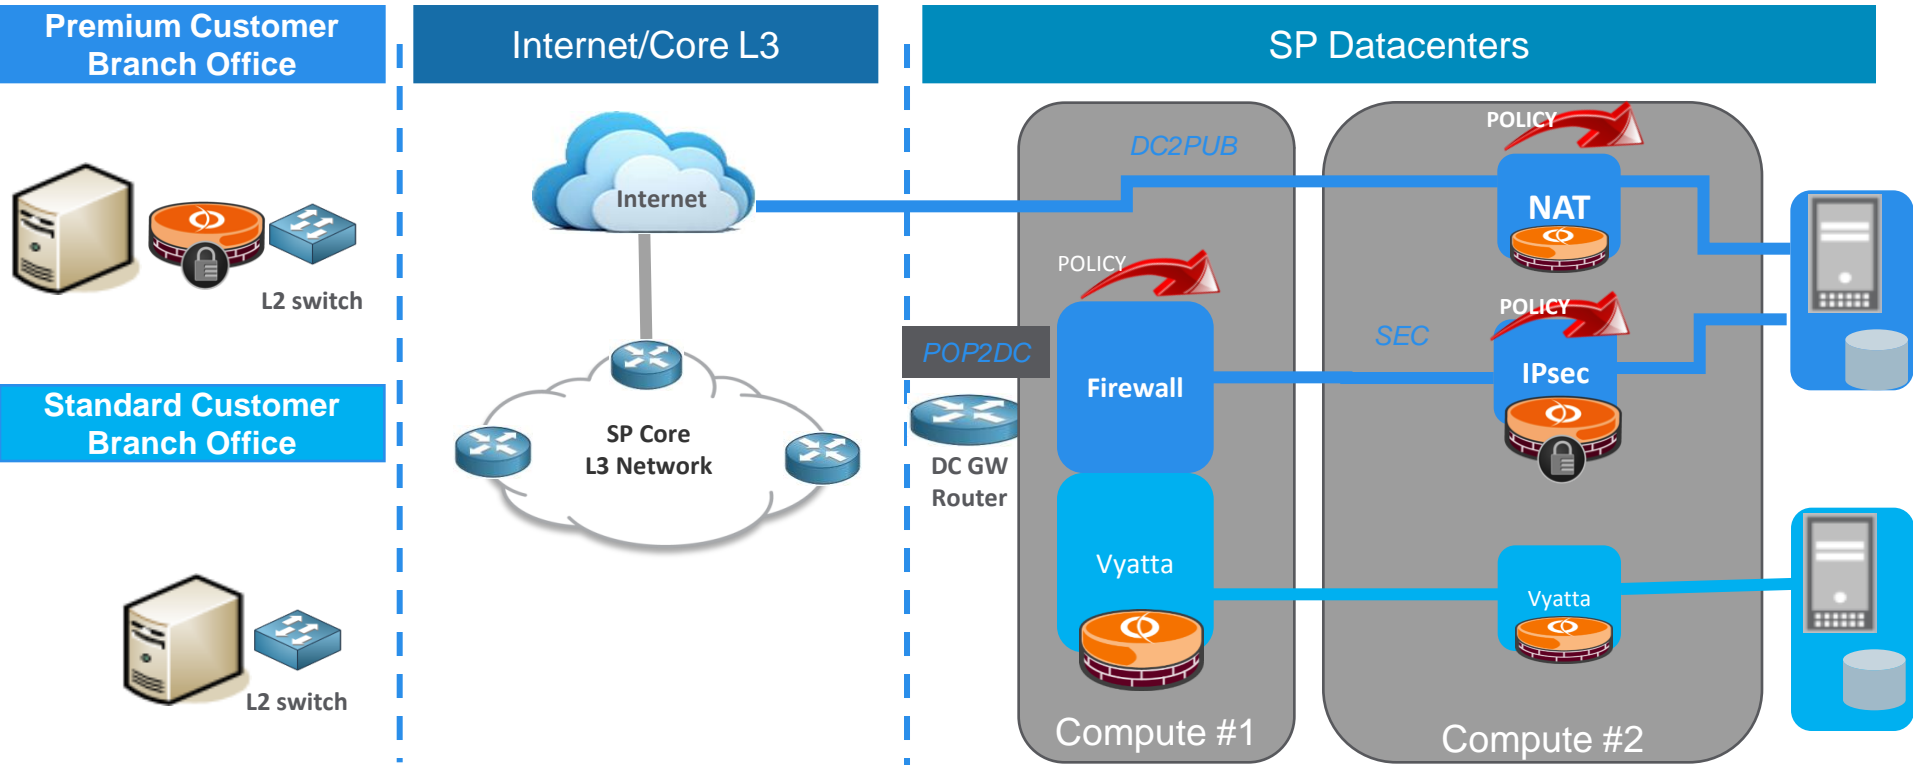 Premium Customer
Branch Office
Internet/Core L3
SP Datacenters
POLICY
DC2PUB
Internet
NAT
POLICY
L2 switch
POLICY
SEC
POP2DC
Firewall
IPsec
Standard Customer
Branch Office
SP Core
L3 Network
DC GW
Router
Vyatta
Vyatta
L2 switch
Compute #1
Compute #2